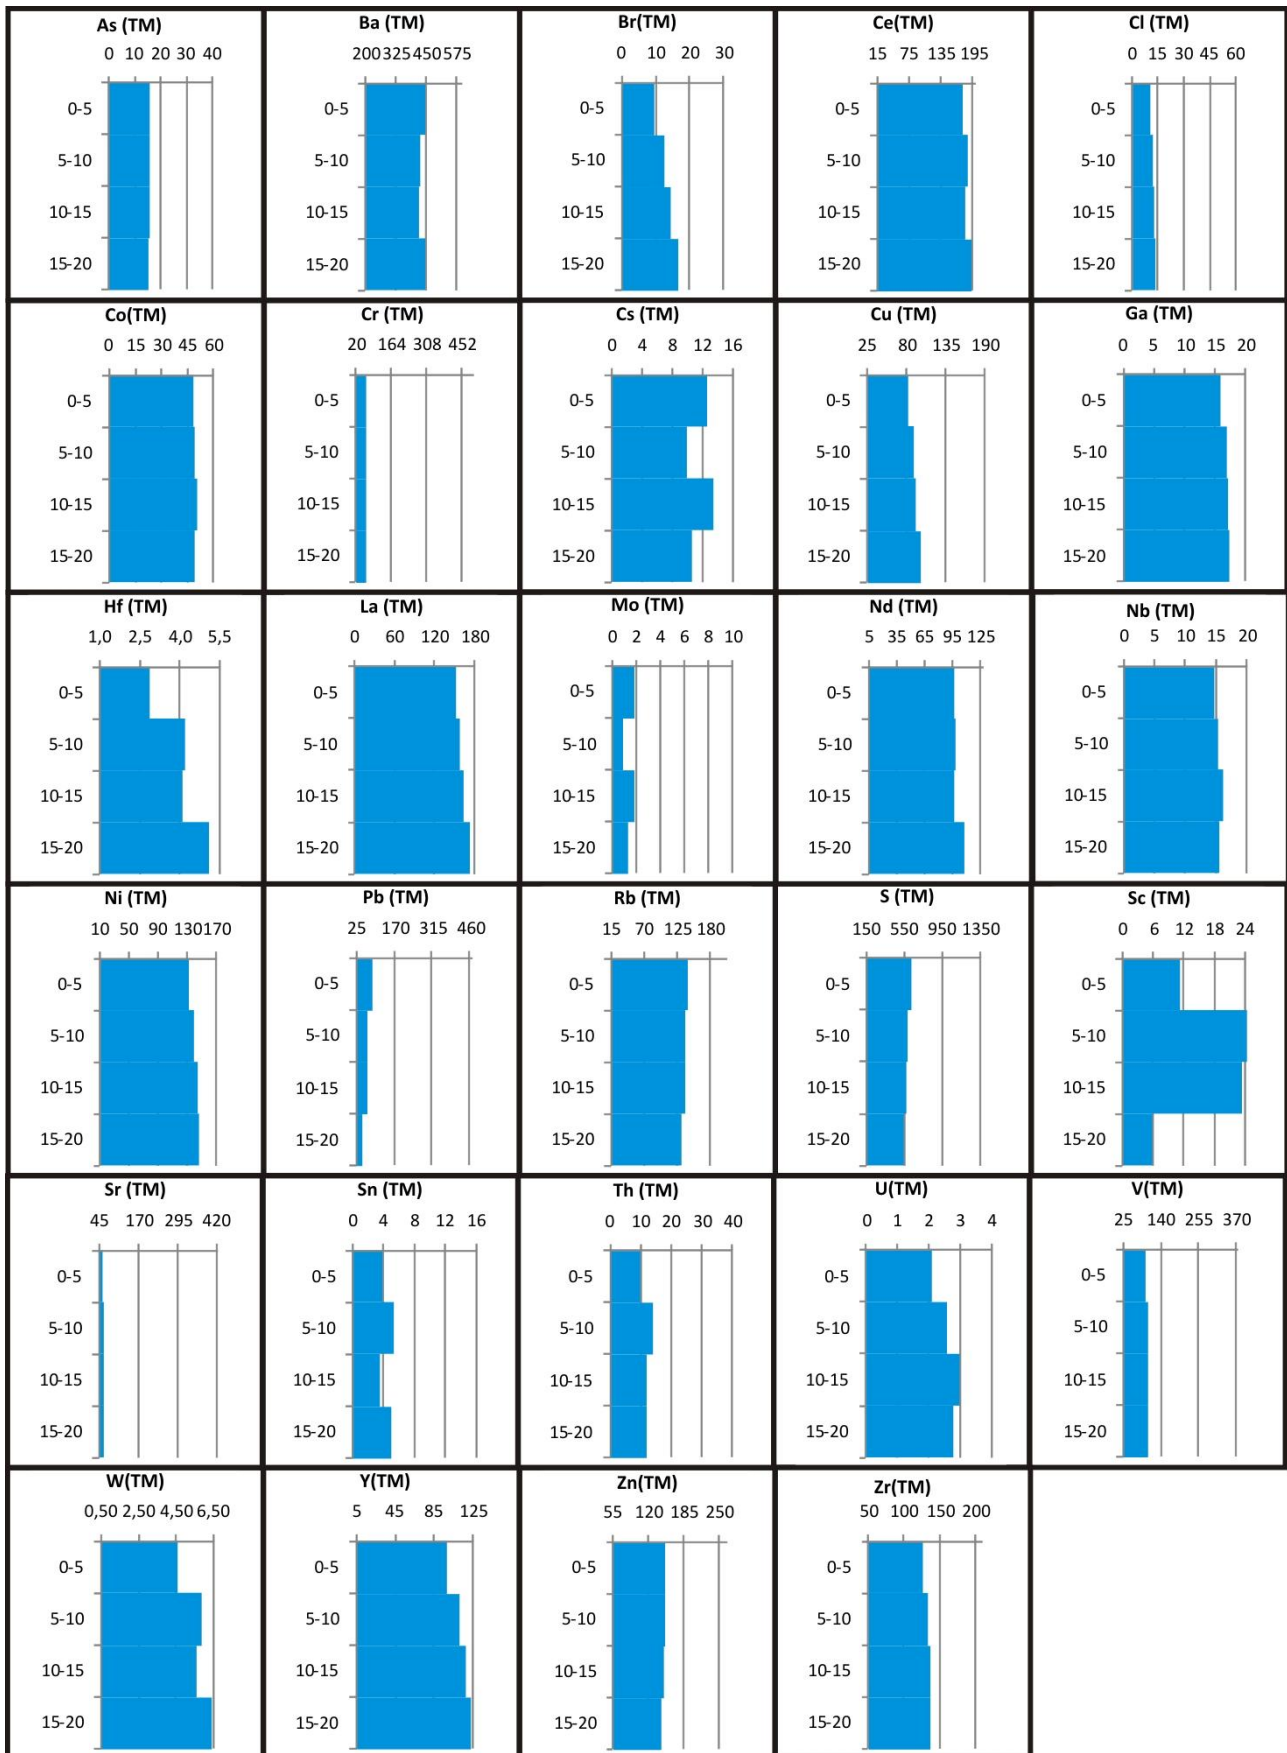 As (TM)
0 10 20 30 40
0-5
5-10
10-15
15-20
Ba (TM)
200 325 450 575
0-5
5-10
10-15
15-20
Br(TM)
0 10 20 30
0-5
5-10
10-15
15-20
Ce(TM)
15 75 135 195
0-5
5-10
10-15
15-20
Cl (TM)
0 15 30 45 60
0-5
5-10
10-15
15-20
Co(TM)
0 15 30 45 60
0-5
5-10
10-15
15-20
Cr (TM)
20 164 308 452
0-5
5-10
10-15
15-20
Cs (TM)
0 4 8 12 16
0-5
5-10
10-15
15-20
Cu (TM)
25 80 135 190
0-5
5-10
10-15
15-20
Ga (TM)
0 5 10 15 20
0-5
5-10
10-15
15-20
Hf (TM)
1,0 2,5 4,0 5,5
0-5
5-10
10-15
15-20
La (TM)
0 60 120 180
0-5
5-10
10-15
15-20
Mo (TM)
0 2 4 6 8 10
0-5
5-10
10-15
15-20
Nd (TM)
5 35 65 95 125
0-5
5-10
10-15
15-20
Nb (TM)
0 5 10 15 20
0-5
5-10
10-15
15-20
Ni (TM)
10 50 90 130 170
0-5
5-10
10-15
15-20
Pb (TM)
25 170 315 460
0-5
5-10
10-15
15-20
Rb (TM)
15 70 125 180
0-5
5-10
10-15
15-20
S (TM)
150 550 950 1350
0-5
5-10
10-15
15-20
Sc (TM)
0 6 12 18 24
0-5
5-10
10-15
15-20
Sr (TM)
45 170 295 420
0-5
5-10
10-15
15-20
Sn (TM)
0 4 8 12 16
0-5
5-10
10-15
15-20
Th (TM)
0 10 20 30 40
0-5
5-10
10-15
15-20
U(TM)
0 1 2 3 4
0-5
5-10
10-15
15-20
V(TM)
25 140 255 370
0-5
5-10
10-15
15-20
W(TM)
0,50 2,50 4,50 6,50
0-5
5-10
10-15
15-20
Y(TM)
5 45 85 125
0-5
5-10
10-15
15-20
Zn(TM)
55 120 185 250
0-5
5-10
10-15
15-20
Zr(TM)
50 100 150 200
0-5
5-10
10-15
15-20